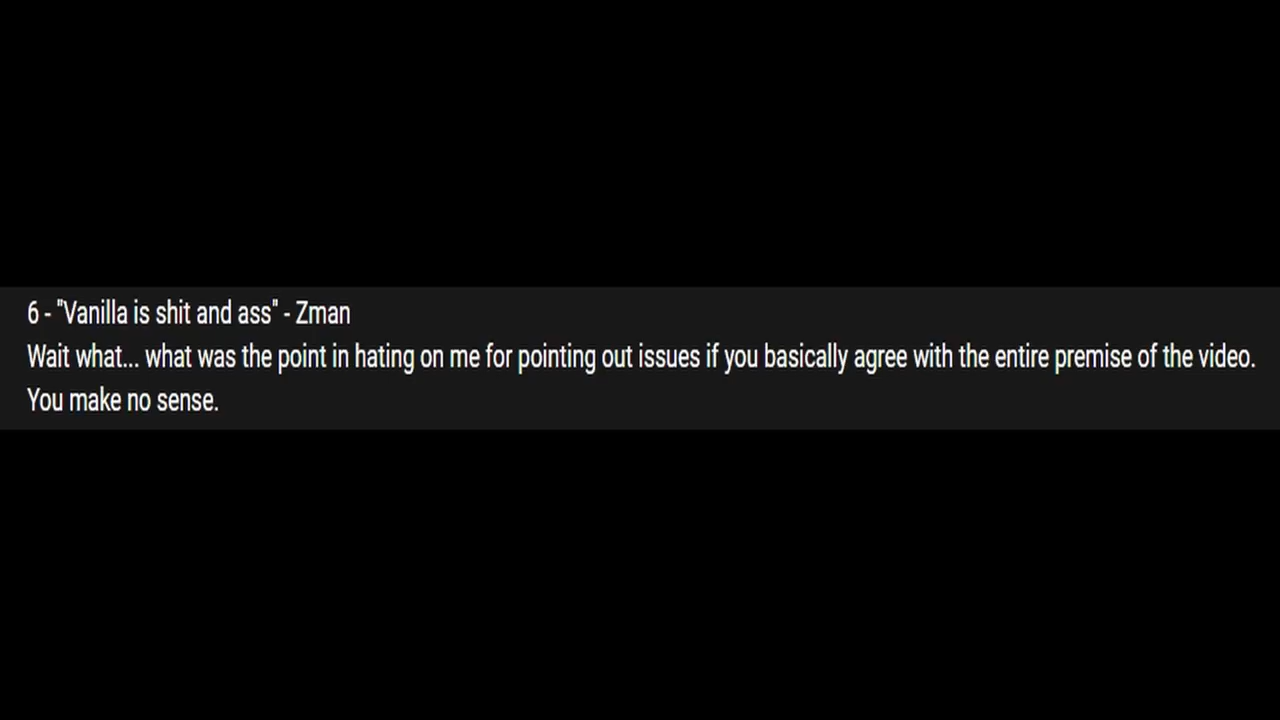 6 - "Vanilla is shit and ass" - Zman
Wait what... what was the point in hating on me for pointing out issues if you basically agree with the entire premise of the video.
You make no sense.